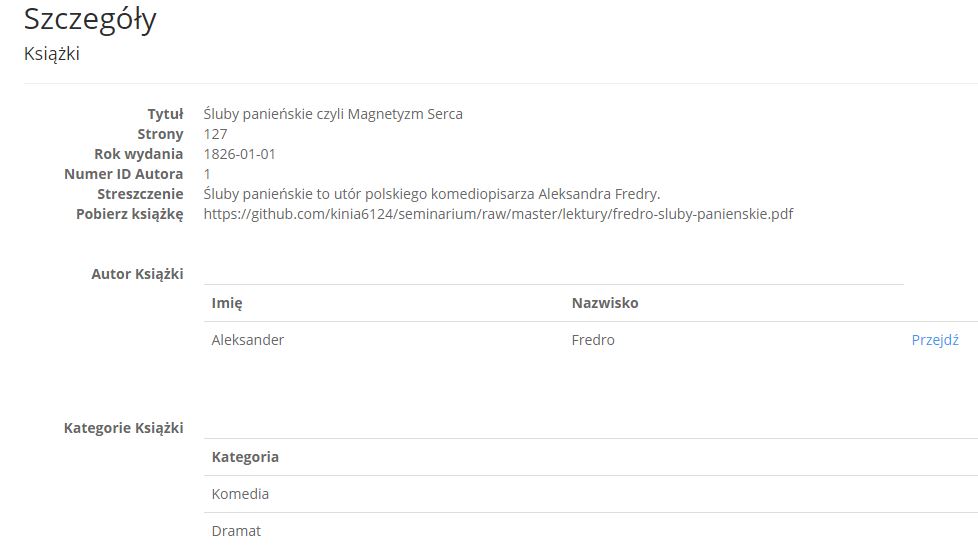 Szczegóły
Książki
Tytuł Śluby panieńskie czyli Magnetyzm Serca
Strony 127
Rok wydania 1826-01-01
Numer ID Autora 1
Streszczenie Śluby panieńskie to utór polskiego komediopisarza Aleksandra Fredry.
Pobierz książkę https://github.com/kinia6124/seminarium/raw/master/lektury/fredro-sluby-panienskie.pdf
Autor Książki
Imię Nazwisko
Aleksander Fredro Przejdź
Kategorie Książki
Kategoria
Komedia
Dramat